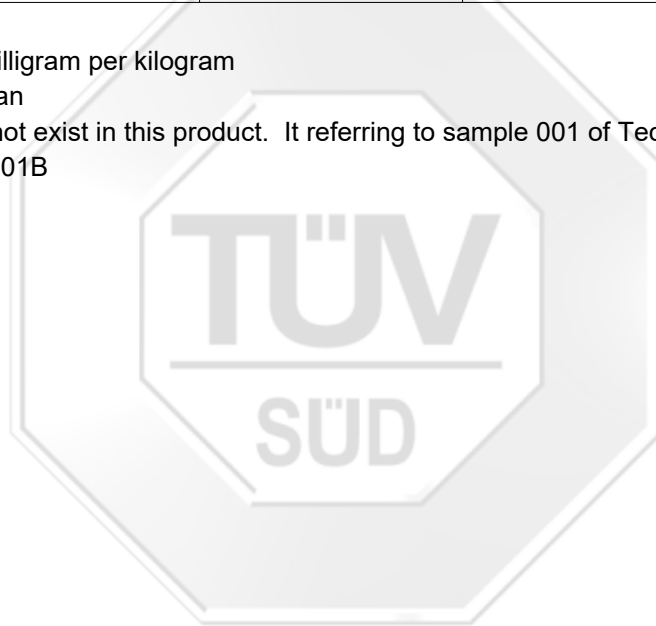 illigram per kilogram
an
not exist in this product. It referring to sample 001 of Tec
01B
TÜV
SÜD